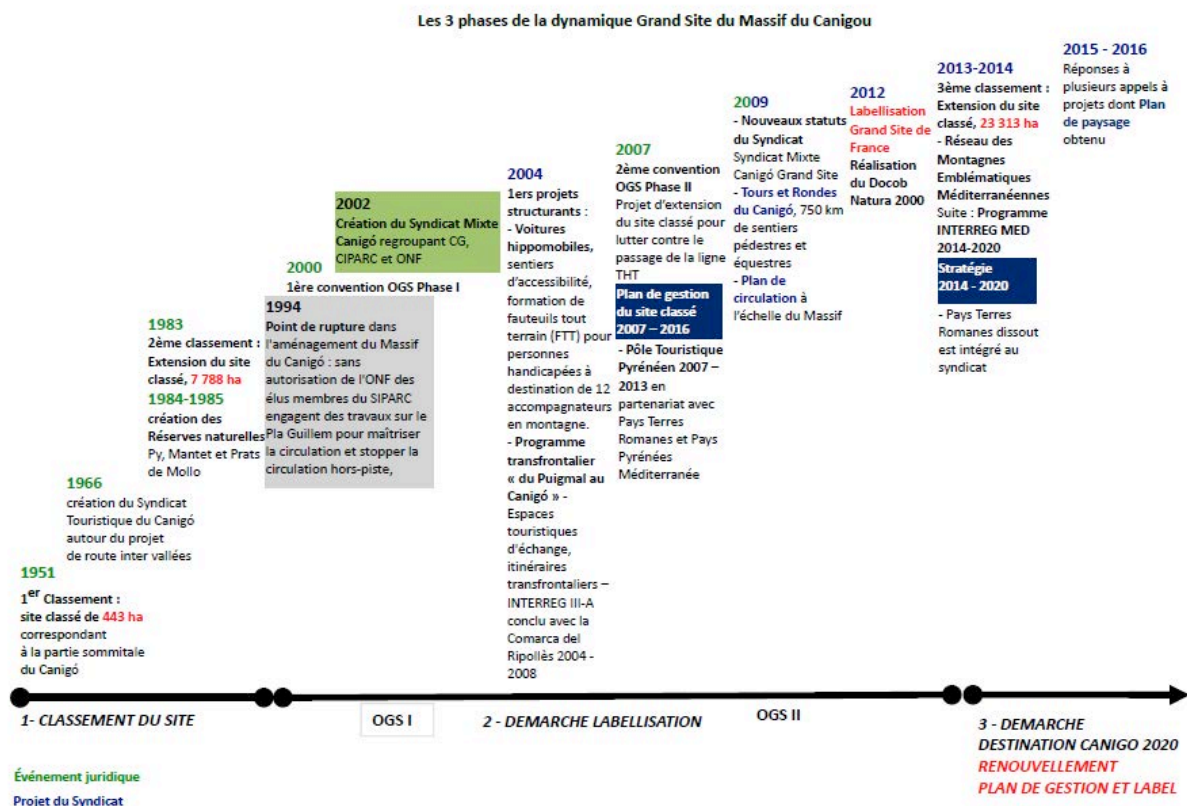 Les 3 phases de la dynamique Grand Site du Massif du Canigou
1951
1er Classement :
site classé de 443 ha
correspondant
à la partie sommitale
du Canigó
1966
création du Syndicat
Touristique du Canigó
autour du projet
de route inter vallées
1983
2ème classement :
Extension du site
classé, 7 788 ha
1984-1985
création des
Réserves naturelles
Py, Mantet et Prats
de Mollo
1994
Point de rupture dans
l'aménagement du Massif
du Canigó : sans
autorisation de l'ONF des
élus membres du SIPARC
engagent des travaux sur le
Pla Guillem pour maîtriser
la circulation et stopper la
circulation hors-piste,
2000
1ère convention OGS Phase I
2002
Création du Syndicat Mixte
Canigó regroupant CG,
CIPARC et ONF
2004
1ers projets
structurants :
- Voitures
hippomobiles,
sentiers
d'accessibilité,
formation de
fauteuils tout
terrain (FTT) pour
personnes
handicapées à
destination de 12
accompagnateurs
en montagne.
- Programme
transfrontalier
« du Puigmal au
Canigó » -
Espaces
touristiques
d'échange,
itinéraires
transfrontaliers –
INTERREG III-A
conclu avec la
Comarca del
Ripollès 2004 -
2008
2007
2ème convention
OGS Phase II
Projet d'extension
du site classé pour
lutter contre le
passage de la ligne
THT
Plan de gestion
du site classé
2007 – 2016
- Pôle Touristique
Pyrénéen 2007 –
2013 en
partenariat avec
Pays Terres
Romanes et Pays
Pyrénées
Méditerranée
2009
- Nouveaux statuts
du Syndicat
Syndicat Mixte
Canigó Grand Site
- Tours et Rondes
du Canigó, 750 km
de sentiers
pédestres et
équestres
- Plan de
circulation à
l'échelle du Massif
2012
Labellisation
Grand Site de
France
Réalisation
du Docob
Natura 2000
2013-2014
3ème classement :
Extension du site
classé, 23 313 ha
- Réseau des
Montagnes
Emblématiques
Méditerranéennes
Suite : Programme
INTERREG MED
2014-2020
Stratégie
2014 - 2020
- Pays Terres
Romanes dissout
est intégré au
syndicat
2015 - 2016
Réponses à
plusieurs appels à
projets dont Plan
de paysage
obtenu
1- CLASSEMENT DU SITE
OGS I
2 - DEMARCHE LABELLISATION
OGS II
3 - DEMARCHE
DESTINATION CANIGO 2020
RENOUVELLEMENT
PLAN DE GESTION ET LABEL
Événement juridique
Projet du Syndicat